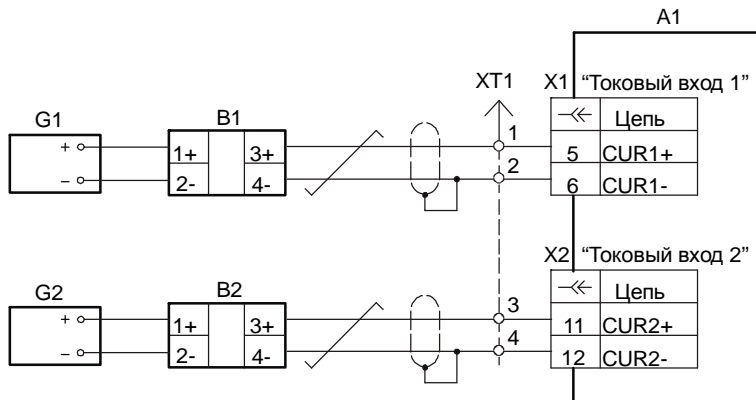 A1
XT1
X1 “Токовый вход 1”
G1
B1
1
Цепь
+
1+ 3+
5 CUR1+
2
−
2- 4-
6 CUR1-
X2 “Токовый вход 2”
G2
B2
3
Цепь
+
1+ 3+
11 CUR2+
4
−
2- 4-
12 CUR2-